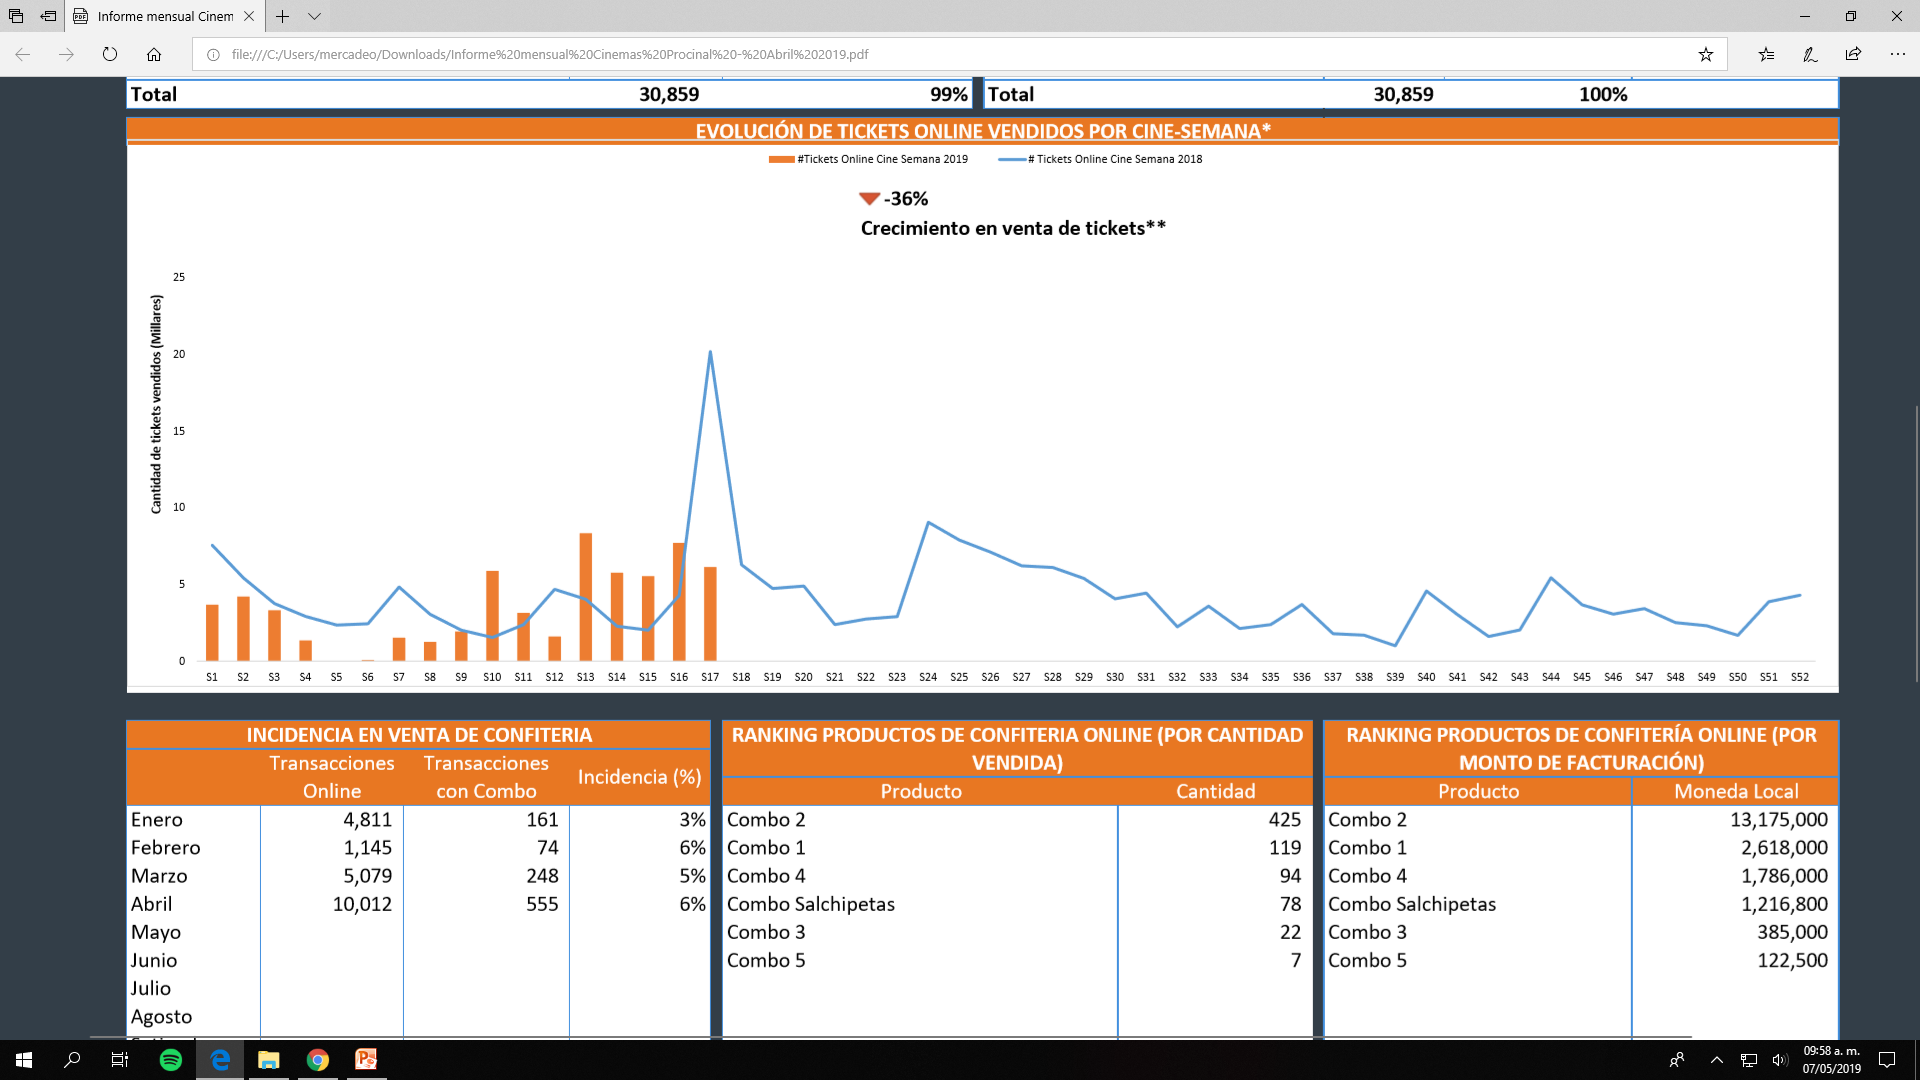 Informe mensual Cinem
file:///C:/Users/mercadeo/Downloads/Informe%20mensual%20Cinemas%20Procinal%20-%20Abril%202019.pdf
Total 30,859 99% Total 30,859 100%
EVOLUCIÓN DE TICKETS ONLINE VENDIDOS POR CINE-SEMANA*
#Tickets Online Cine Semana 2019 # Tickets Online Cine Semana 2018
-36%
Crecimiento en venta de tickets**
Cantidad de tickets vendidos (Millares)
25
20
15
10
5
0
S1 S2 S3 S4 S5 S6 S7 S8 S9 S10 S11 S12 S13 S14 S15 S16 S17 S18 S19 S20 S21 S22 S23 S24 S25 S26 S27 S28 S29 S30 S31 S32 S33 S34 S35 S36 S37 S38 S39 S40 S41 S42 S43 S44 S45 S46 S47 S48 S49 S50 S51 S52
INCIDENCIA EN VENTA DE CONFITERIA
Transacciones Online
Transacciones con Combo
Incidencia (%)
Enero 4,811 161 3%
Febrero 1,145 74 6%
Marzo 5,079 248 5%
Abril 10,012 555 6%
Mayo
Junio
Julio
Agosto
RANKING PRODUCTOS DE CONFITERIA ONLINE (POR CANTIDAD
VENDIDA)
Producto Cantidad
Combo 2 425
Combo 1 119
Combo 4 94
Combo Salchipetas 78
Combo 3 22
Combo 5 7
RANKING PRODUCTOS DE CONFITERÍA ONLINE (POR
MONTO DE FACTURACIÓN)
Producto Moneda Local
Combo 2 13,175,000
Combo 1 2,618,000
Combo 4 1,786,000
Combo Salchipetas 1,216,800
Combo 3 385,000
Combo 5 122,500
09:58 a. m.
07/05/2019